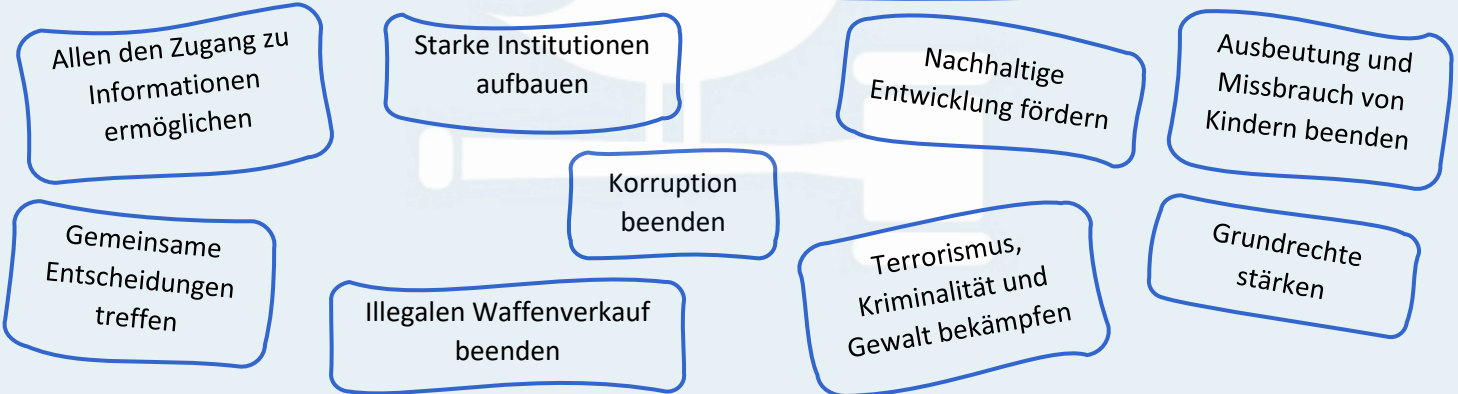 Allen den Zugang zu
Informationen
ermöglichen
Starke Institutionen
aufbauen
Nachhaltige
Entwicklung fördern
Ausbeutung und
Missbrauch von
Kindern beenden
Korruption
beenden
Gemeinsame
Entscheidungen
treffen
Illegalen Waffenverkauf
beenden
Terrorismus,
Kriminalität und
Gewalt bekämpfen
Grundrechte
stärken